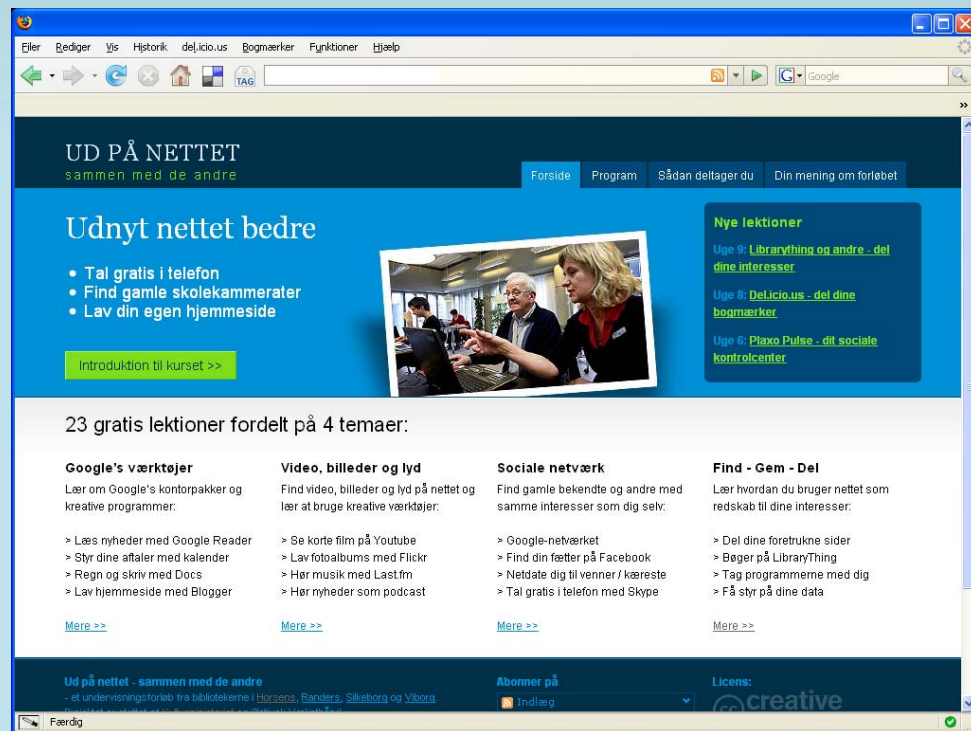 Filer Rediger Vis Historik del.icio.us Bogmærker Funktioner Hjælp
TAG
G Google
»
UD PÅ NETTET
sammen med de andre
Forside Program Sådan deltager du Din mening om forløbet
Udnyt nettet bedre
• Tal gratis i telefon
• Find gamle skolekammerater
• Lav din egen hjemmeside
Introduktion til kurset >>
Nye lektioner
Uge 9: Librarything og andre - del
dine interesser
Uge 8: Del.icio.us - del dine
bogmærker
Uge 6: Plaxo Pulse - dit sociale
kontrolcenter
23 gratis lektioner fordelt på 4 temaer:
Google's værktøjer
Lær om Google's kontorpakker og
kreative programmer:
> Læs nyheder med Google Reader
> Styr dine aftaler med kalender
> Regn og skriv med Docs
> Lav hjemmeside med Blogger
Mere >>
Video, billeder og lyd
Find video, billeder og lyd på nettet og
lær at bruge kreative værktøjer:
> Se korte film på Youtube
> Lav fotoalbums med Flickr
> Hør musik med Last.fm
> Hør nyheder som podcast
Mere >>
Sociale netværk
Find gamle bekendte og andre med
samme interesser som dig selv:
> Google-netværket
> Find din fætter på Facebook
> Netdate dig til venner / kæreste
> Tal gratis i telefon med Skype
Mere >>
Find - Gem - Del
Lær hvordan du bruger nettet som
redskab til dine interesser:
> Del dine foretrukne sider
> Bøger på LibraryThing
> Tag programmerne med dig
> Få styr på dine data
Mere >>
Ud på nettet - sammen med de andre
- et undervisningsforløb fra bibliotekerne i Horsens, Randers, Silkeborg og Viborg.
Abonner på
Indlæg
Licens:
cc creative
Færdig